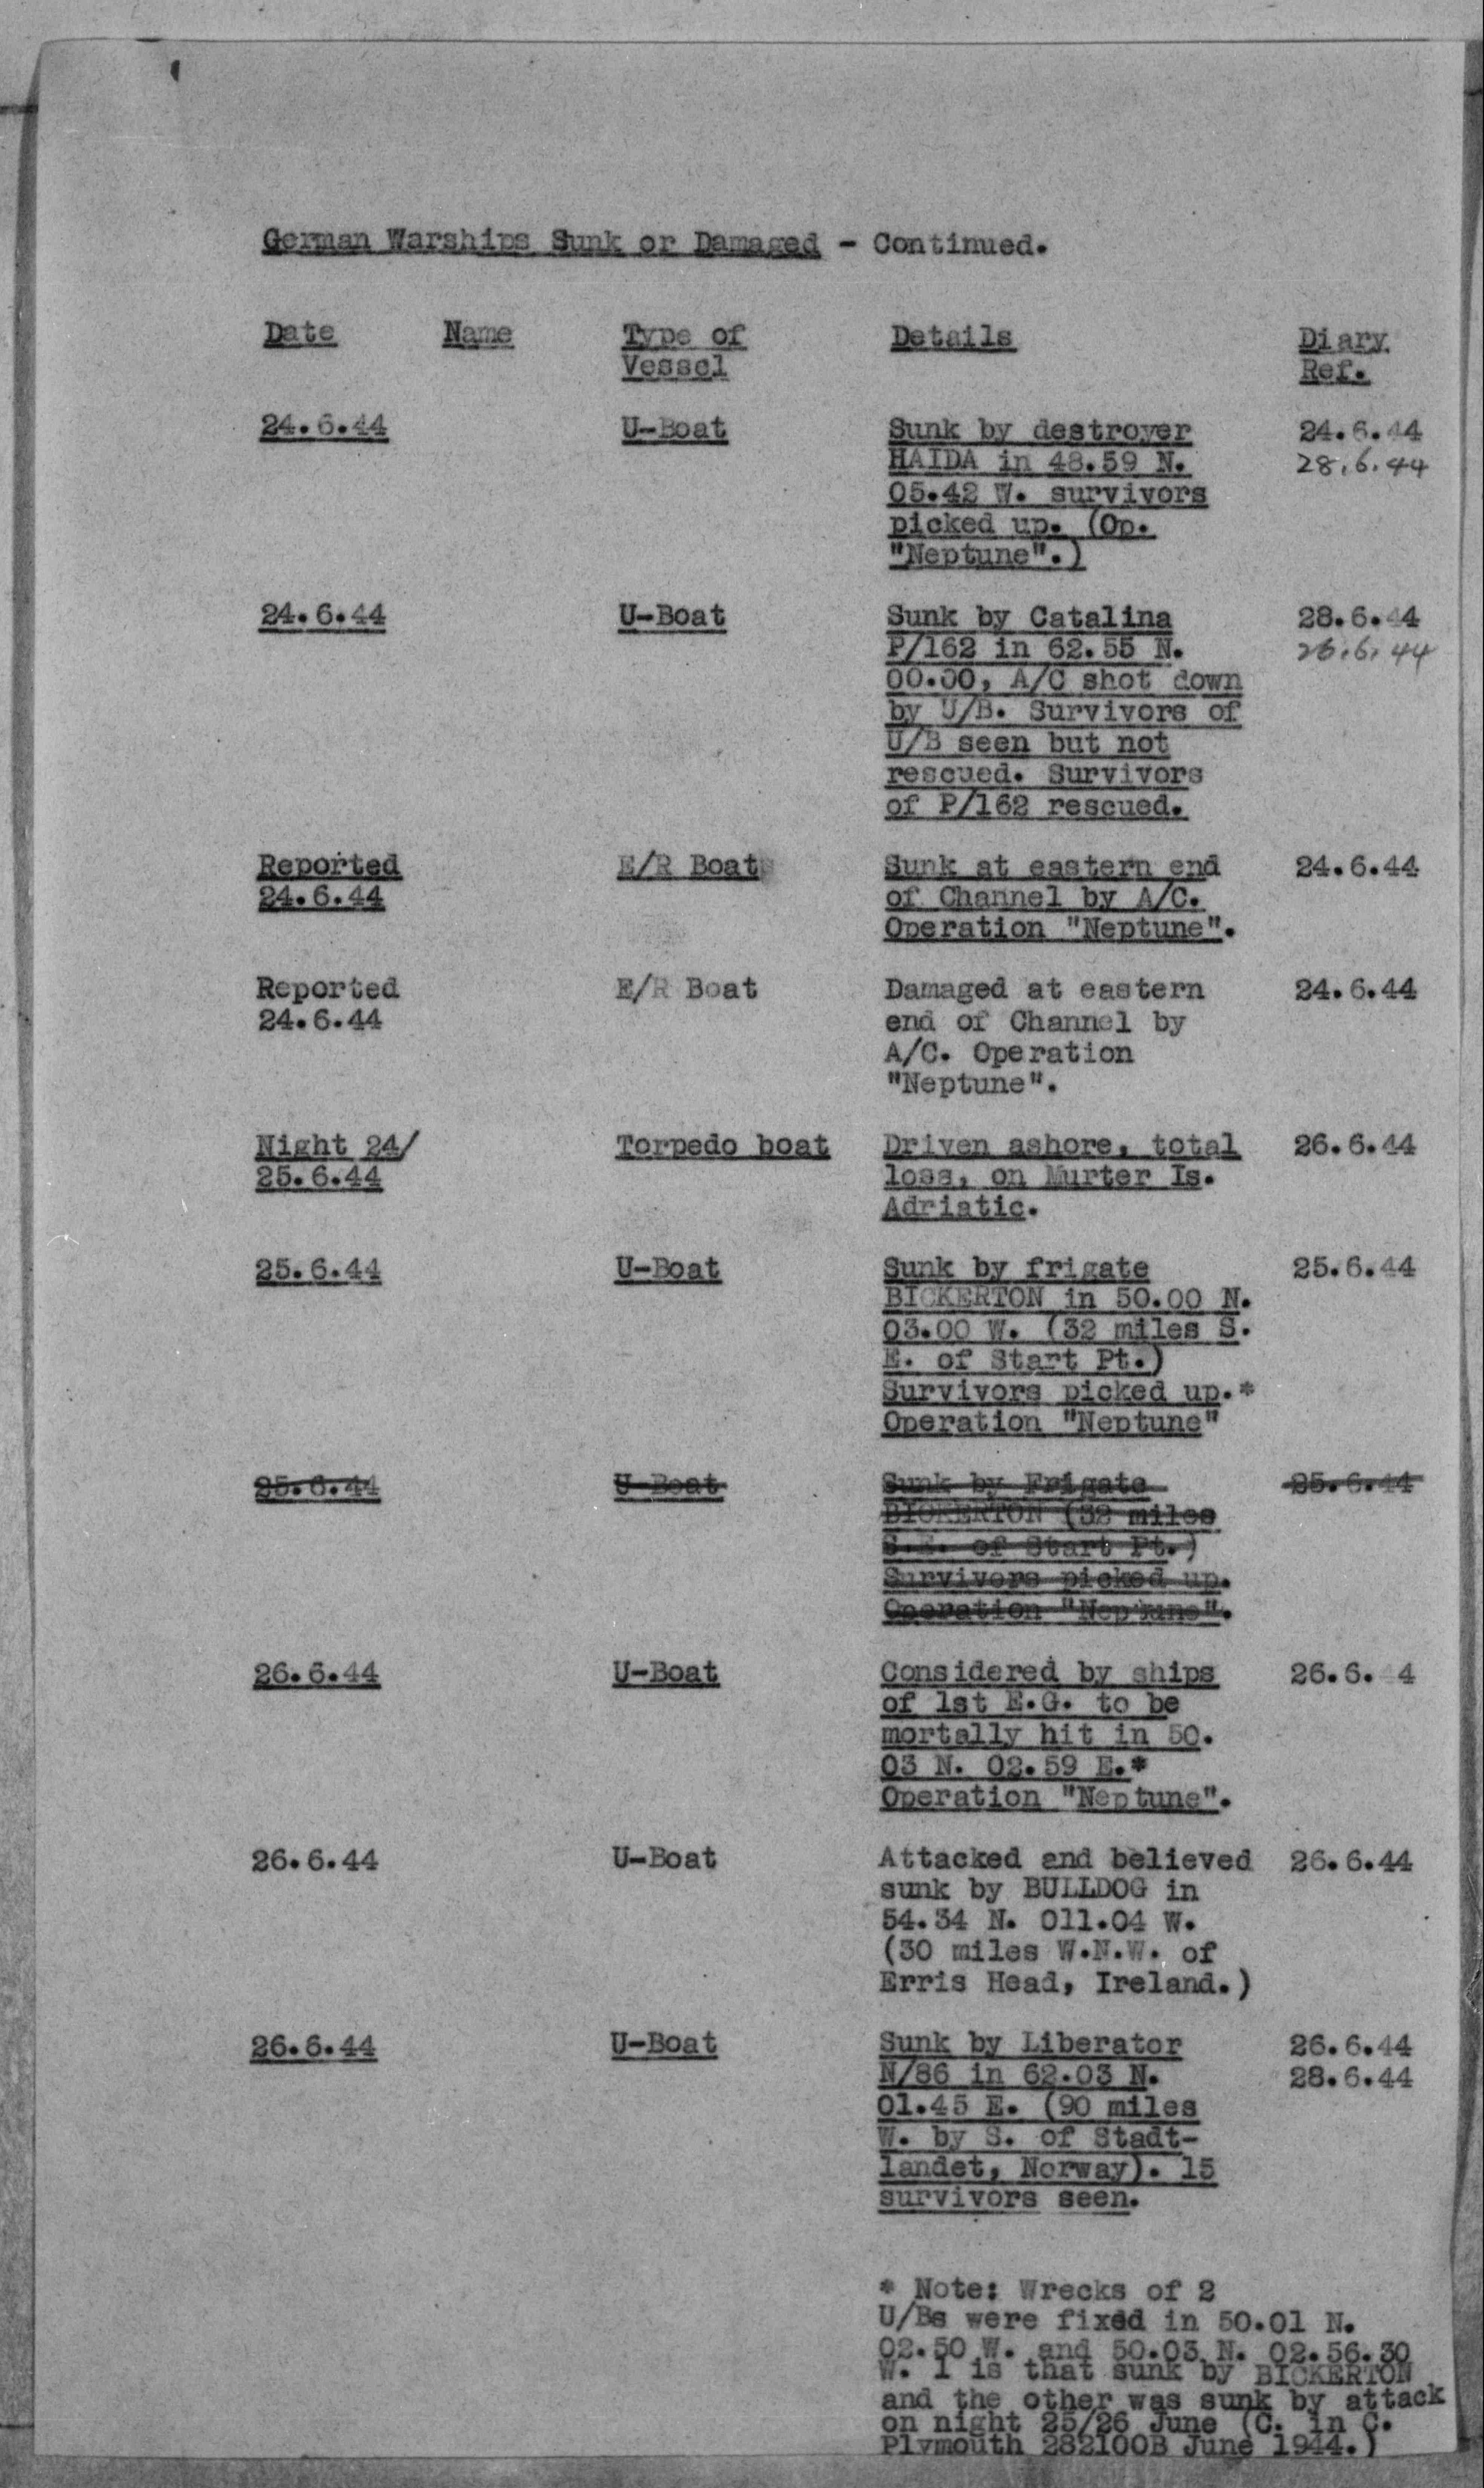 German Warships Sunk or Damaged - Continued.
Date Name Type of Details Diary
Vessel Ref.
24.6.44 U-Boat Sunk by destroyer 24.6.44
HAIDA in 48.59 N. 28.6.44
05.42 W. survivors
picked up. (Op.
"Neptune".)
24.6.44 U-Boat Sunk by Catalina 28.6.44
P/162 in 62.55 N. 26.6.44
00.00, A/C shot down
by U/B. Survivors of
U/B seen but not
rescued. Survivors
of P/162 rescued.
Reported E/R Boat Sunk at eastern end 24.6.44
24.6.44 of Channel by A/C.
Operation "Neptune".
Reported E/R Boat Damaged at eastern 24.6.44
24.6.44 end of Channel by
A/C. Operation
"Neptune".
Night 24/ Torpedo boat Driven ashore, total 26.6.44
25.6.44 loss, on Murter Is.
Adriatic.
25.6.44 U-Boat Sunk by frigate 25.6.44
BICKERTON in 50.00 N.
03.00 W. (32 miles S.
E. of Start Pt.)
Survivors picked up.*
Operation "Neptune"
25.6.44 U-Boat Sunk by Frigate 25.6.44
BICKERTON (32 miles
S.E. of Start Pt.)
Survivors picked up.
Operation "Neptune".
26.6.44 U-Boat Considered by ships 26.6.44
of 1st E.G. to be
mortally hit in 50.
03 N. 02.59 E.*
Operation "Neptune".
26.6.44 U-Boat Attacked and believed 26.6.44
sunk by BULLDOG in
54.34 N. 011.04 W.
(30 miles W.N.W. of
Erris Head, Ireland.)
26.6.44 U-Boat Sunk by Liberator 26.6.44
N/86 in 62.03 N. 28.6.44
01.45 E. (90 miles
W. by S. of Stadt-
landet, Norway). 15
survivors seen.
* Note: Wrecks of 2
U/Bs were fixed in 50.01 N.
02.50 W. and 50.03 N. 02.56.30
W. 1 is that sunk by BICKERTON
and the other was sunk by attack
on night 25/26 June (C. in C.
Plymouth 282100B June 1944.)